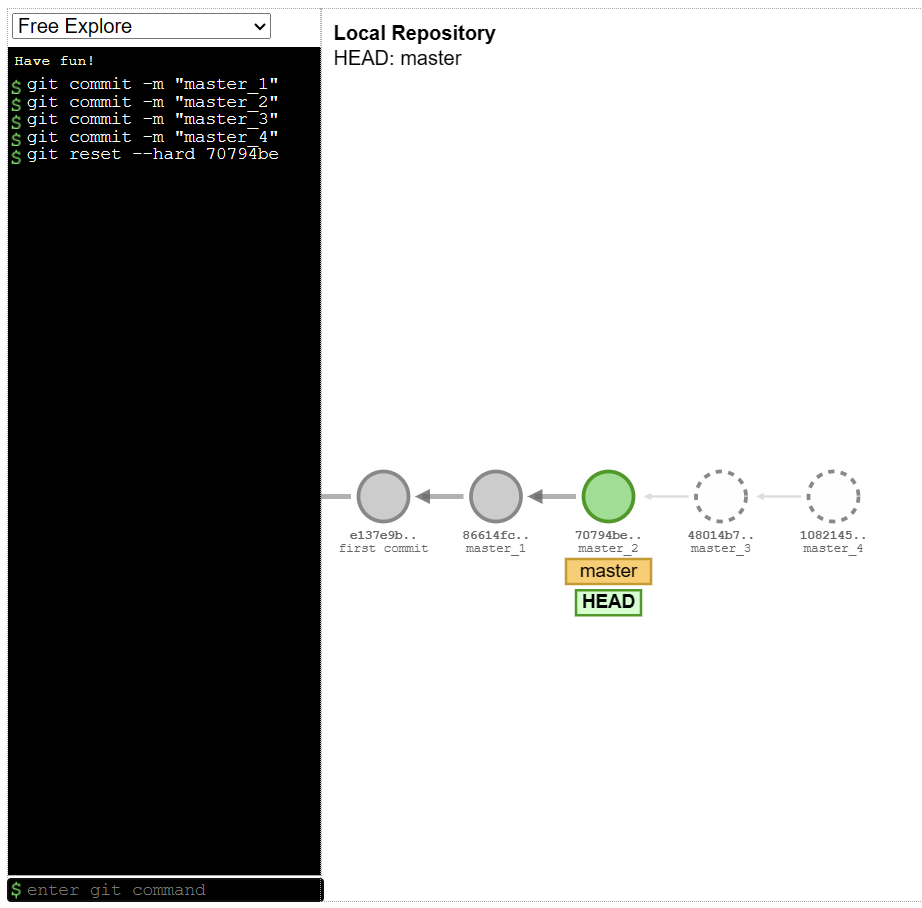 Free Explore
Have fun!
$ git commit -m "master_1"
$ git commit -m "master_2"
$ git commit -m "master_3"
$ git commit -m "master_4"
$ git reset --hard 70794be
$ enter git command
Local Repository
HEAD: master
e137e9b.. 86614fc.. 70794be.. 48014b7.. 1082145..
first commit master_1 master_2 master_3 master_4
master
HEAD